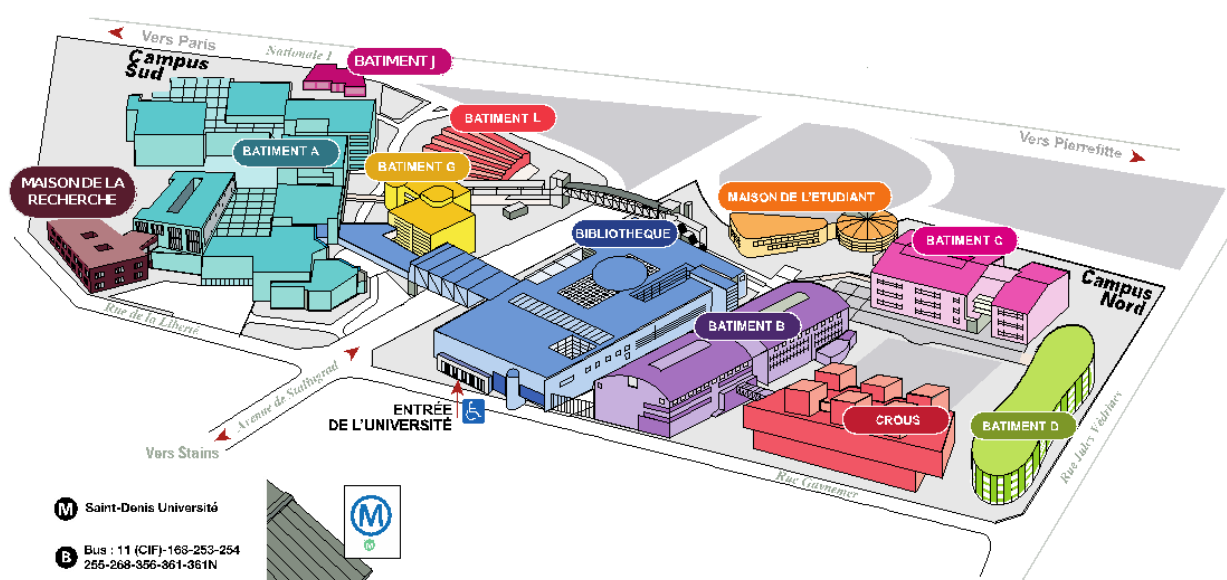 Vers Paris
Nationale 1
Campus
Sud
BATIMENT J
BATIMENT L
Vers Pierrefitte
BATIMENT A
BATIMENT G
MAISON DE LA
RECHERCHE
MAISON DE L'ETUDIANT
BIBLIOTHEQUE
BATIMENT C
Campus
Nord
Rue de la Liberté
BATIMENT B
Avenue de Stalingrad
ENTRÉE
DE L'UNIVERSITÉ
CROUS
BATIMENT D
Vers Stains
Rue Guynemer
Rue Jules Védrines
M Saint-Denis Université
M
M
B Bus : 11 (CIF)-168-253-254
255-268-356-361-361N